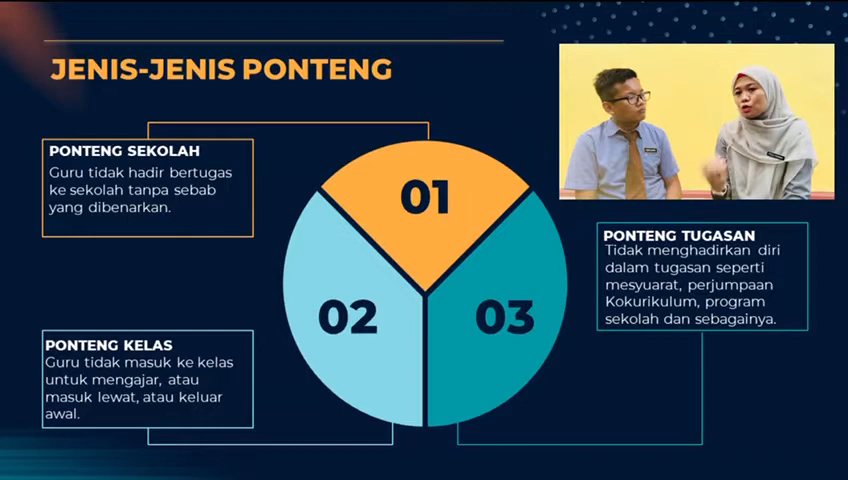 JENIS-JENIS PONTENG
PONTENG SEKOLAH
Guru tidak hadir bertugas
ke sekolah tanpa sebab
yang dibenarkan.
01
02
03
PONTENG KELAS
Guru tidak masuk ke kelas
untuk mengajar, atau
masuk lewat, atau keluar
awal.
PONTENG TUGASAN
Tidak menghadirkan diri
dalam tugasan seperti
mesyuarat, perjumpaan
Kokurikulum, program
sekolah dan sebagainya.